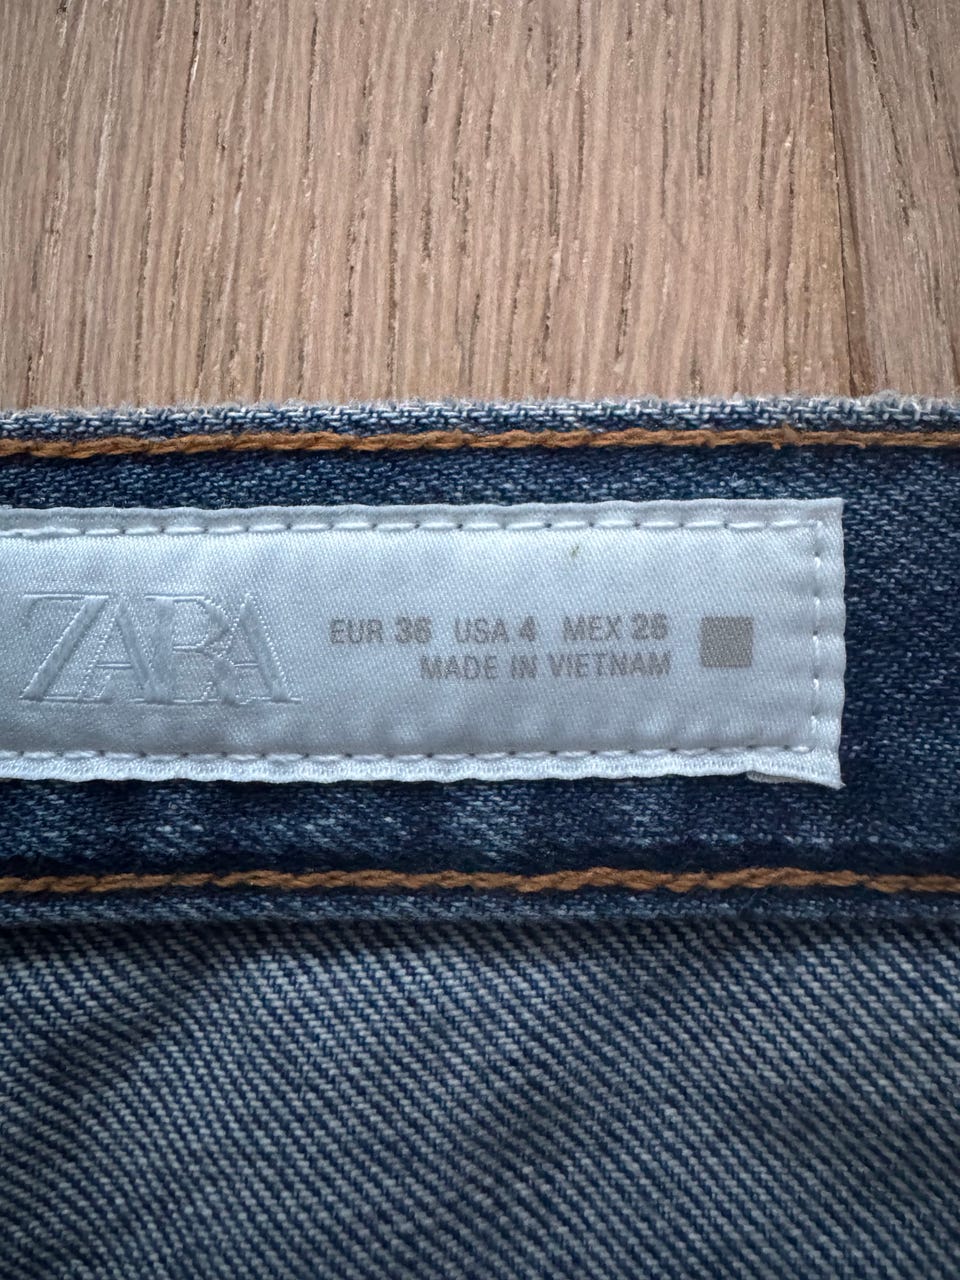 ZARA
EUR 36 USA 4 MEX 26
MADE IN VIETNAM